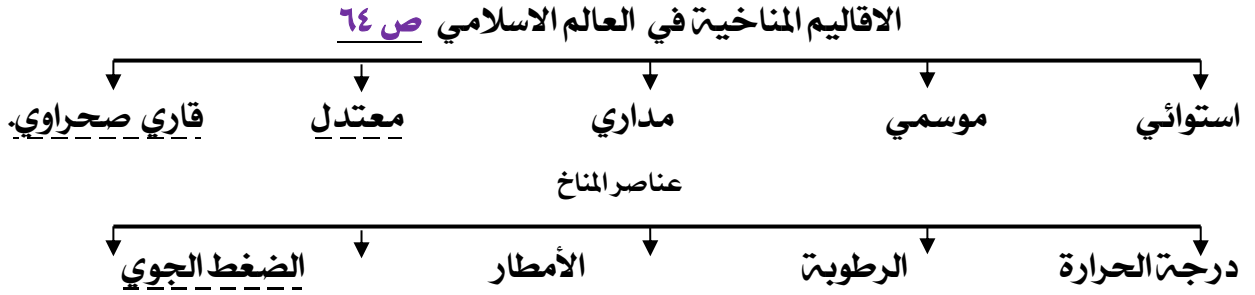 الاقاليم المناخية في العالم الاسلامي ص ٦٤
استوائي موسمي مداري معتدل قاري صحراوي.
عناصر المناخ
درجة الحرارة الرطوبة الأمطار الضغط الجوي